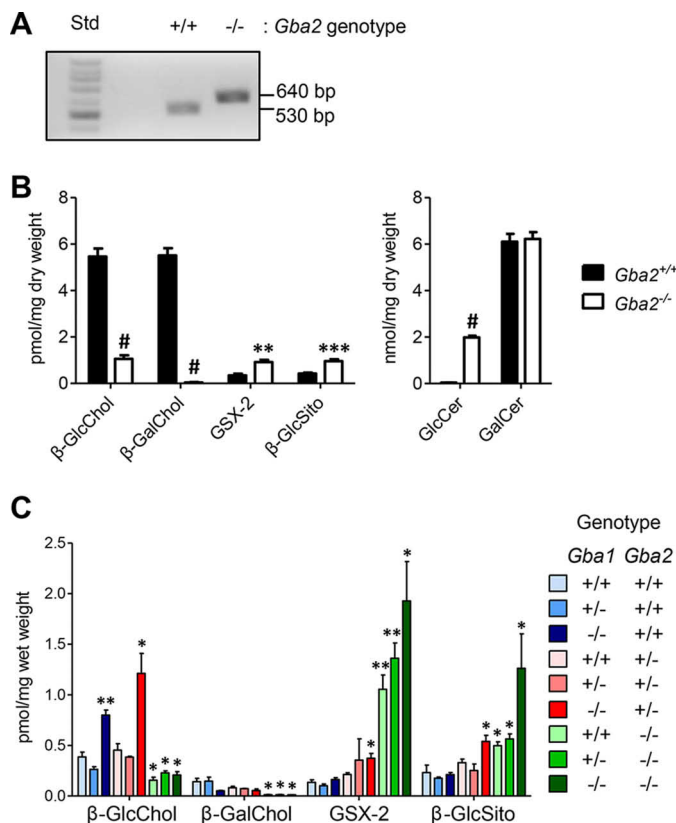 A
Std +/+ -/- : Gba2 genotype
640 bp
530 bp
B
pmol/mg dry weight
8
6
4
2
0
# # ** ***
β-GlcChol β-GalChol GSX-2 β-GlcSito
nmol/mg dry weight
8
6
4
2
0
#
GlcCer GalCer
Gba2+/+
Gba2-/-
C
pmol/mg wet weight
2.5
2.0
1.5
1.0
0.5
0.0
** * * * * * * * * ** ** * * * * *
β-GlcChol β-GalChol GSX-2 β-GlcSito
Genotype
Gba1 Gba2
+/+ +/+
+/- +/+
-/- +/+
+/+ +/-
+/- +/-
-/- +/-
+/+ -/-
+/- -/-
-/- -/-